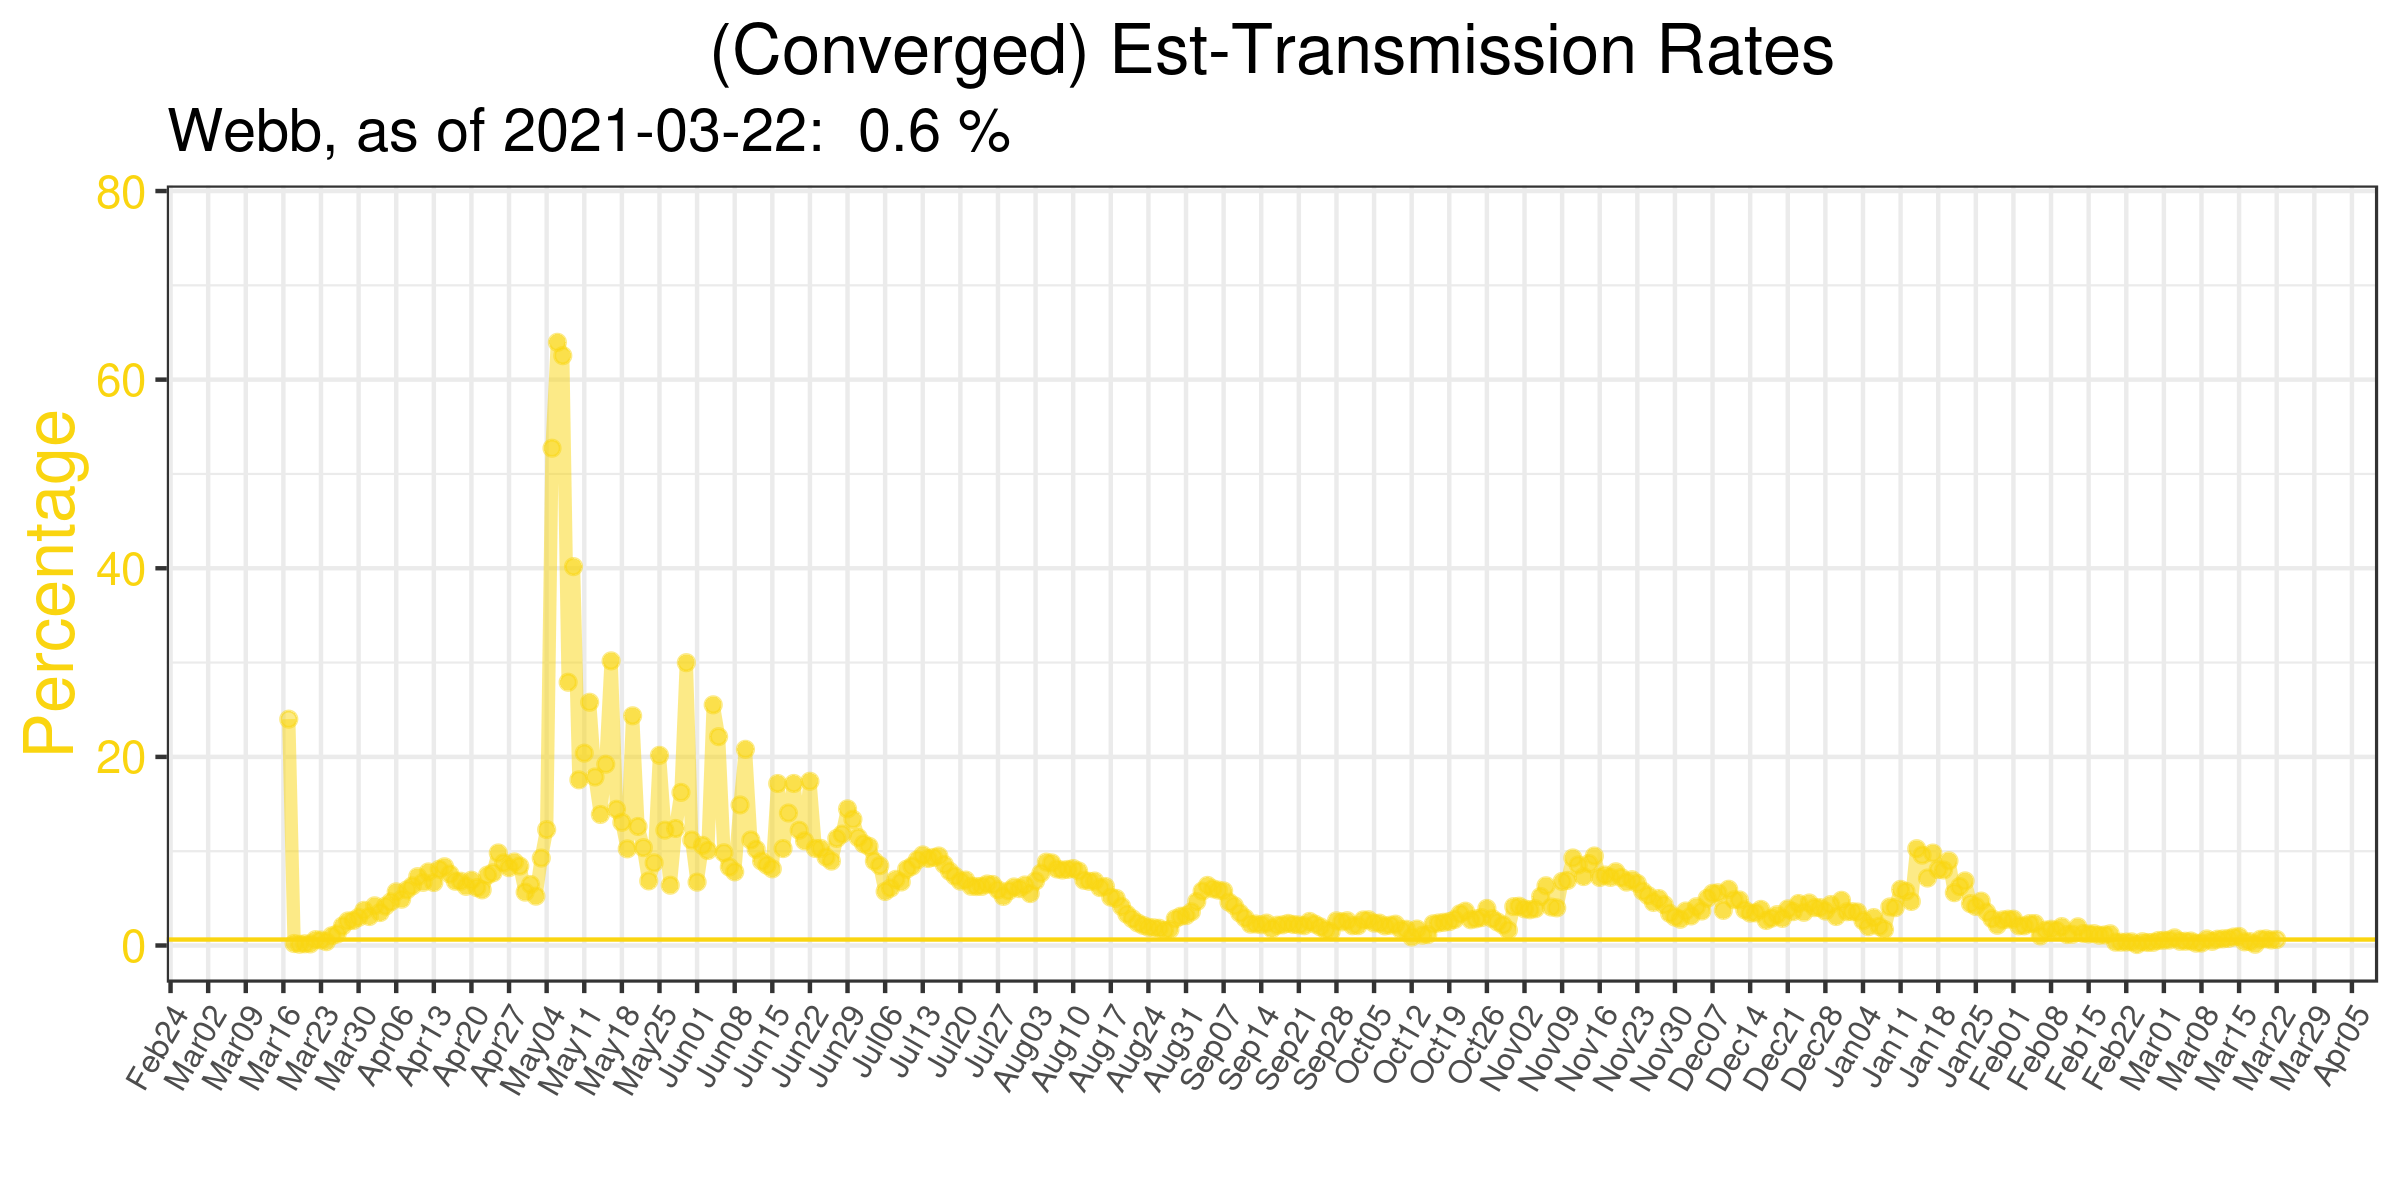 (Converged) Est-Transmission Rates
Webb, as of 2021-03-22:  0.6 %
Percentage
80
60
40
20
0
Feb24
Mar02
Mar09
Mar16
Mar23
Mar30
Apr06
Apr13
Apr20
Apr27
May04
May11
May18
May25
Jun01
Jun08
Jun15
Jun22
Jun29
Jul06
Jul13
Jul20
Jul27
Aug03
Aug10
Aug17
Aug24
Aug31
Sep07
Sep14
Sep21
Sep28
Oct05
Oct12
Oct19
Oct26
Nov02
Nov09
Nov16
Nov23
Nov30
Dec07
Dec14
Dec21
Dec28
Jan04
Jan11
Jan18
Jan25
Feb01
Feb08
Feb15
Feb22
Mar01
Mar08
Mar15
Mar22
Mar29
Apr05